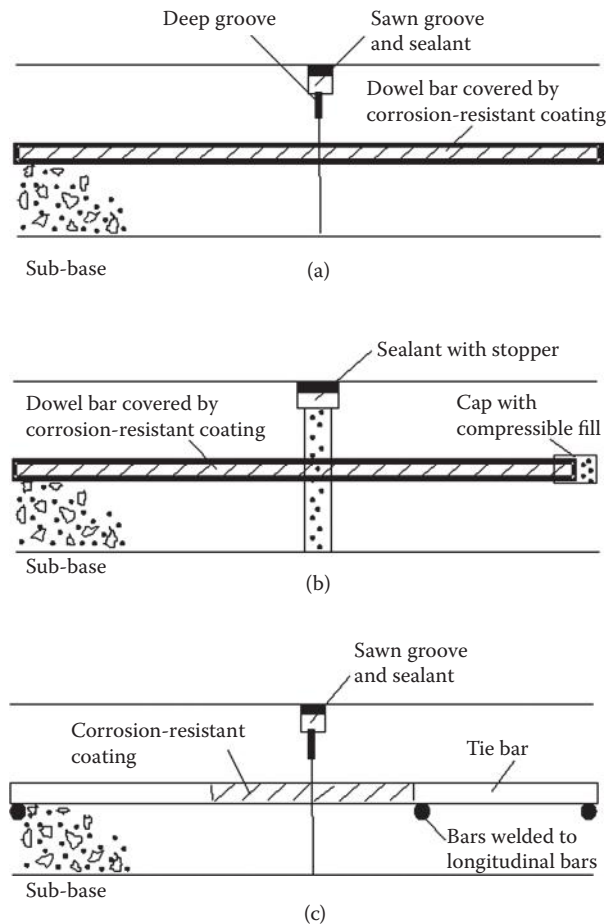 Deep groove
Sawn groove
and sealant
Dowel bar covered by
corrosion-resistant coating
Sub-base
(a)
Sealant with stopper
Dowel bar covered by
corrosion-resistant coating
Cap with
compressible fill
Sub-base
(b)
Sawn groove
and sealant
Corrosion-resistant
coating
Tie bar
Bars welded to
longitudinal bars
Sub-base
(c)